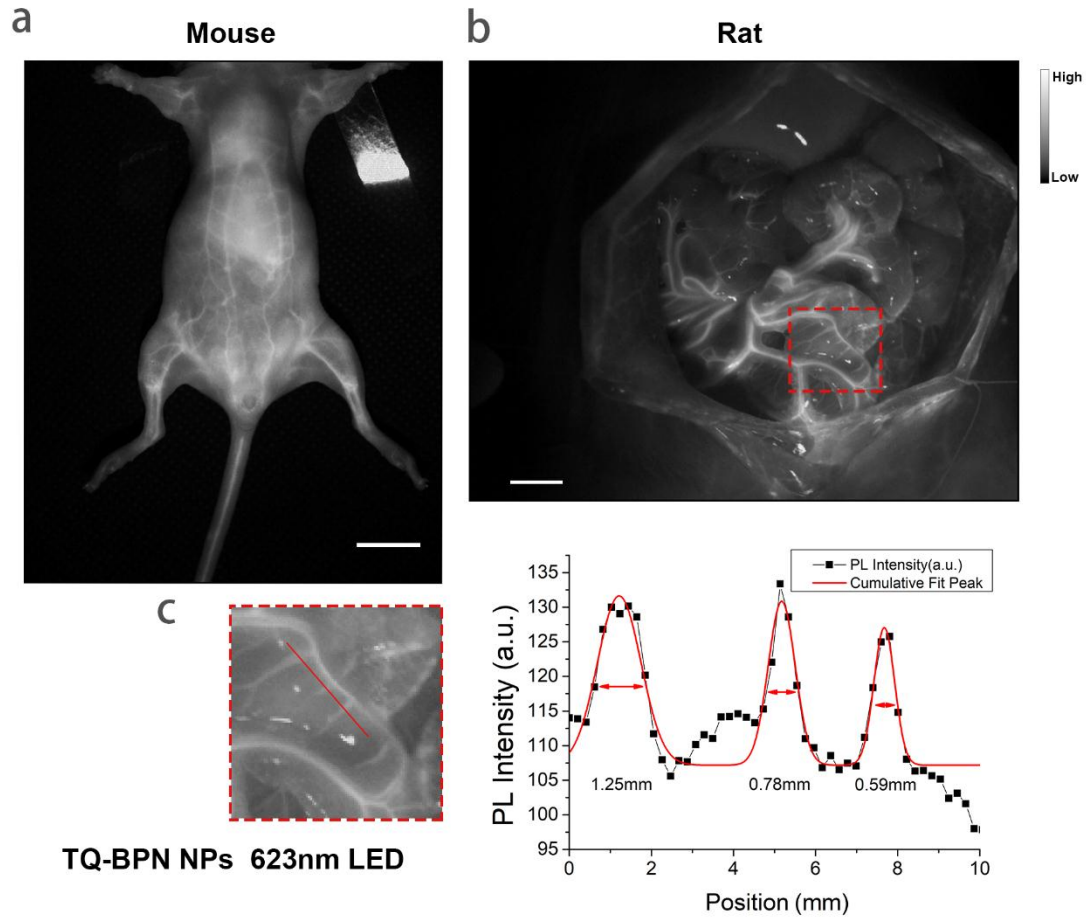 a
Mouse
b
Rat
High
Low
c
TQ-BPN NPs 623nm LED
PL Intensity (a.u.)
135
130
125
120
115
110
105
100
95
PL Intensity(a.u.)
Cumulative Fit Peak
1.25mm
0.78mm
0.59mm
0
2
4
6
8
10
Position (mm)